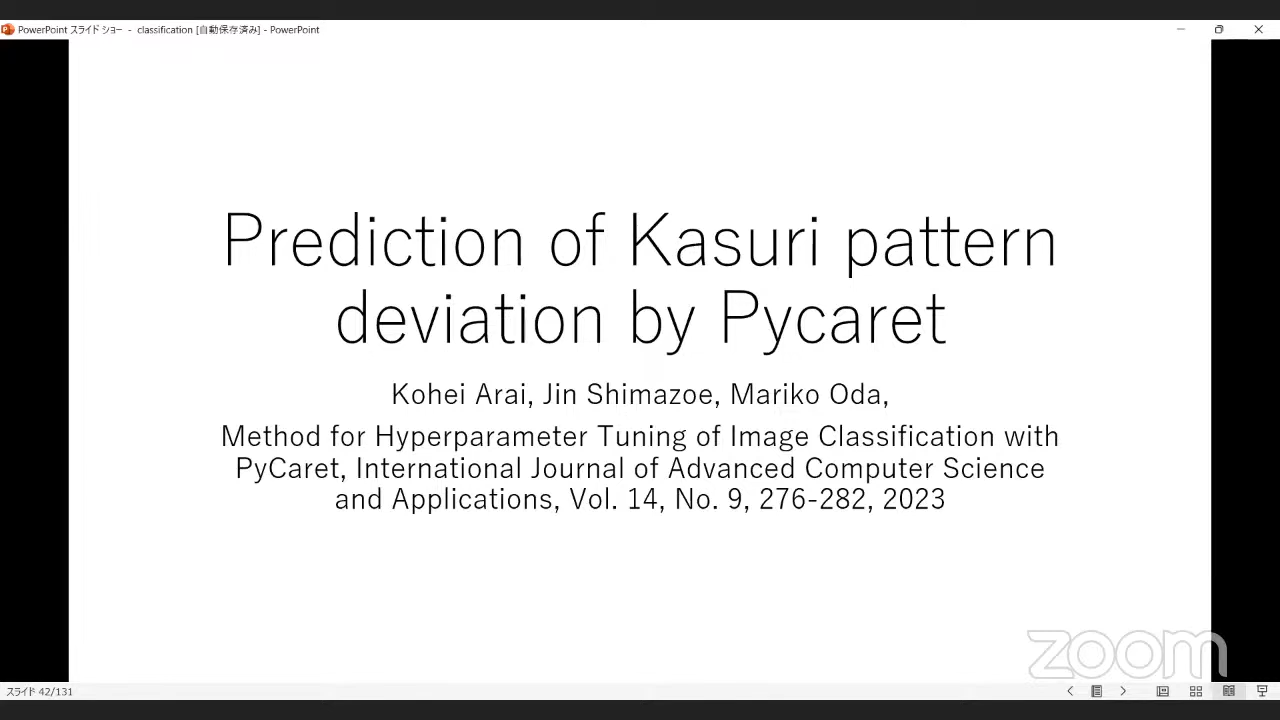 PowerPoint スライド ショー - classification [自動保存済み] - PowerPoint
Prediction of Kasuri pattern
deviation by Pycaret
Kohei Arai, Jin Shimazoe, Mariko Oda,
Method for Hyperparameter Tuning of Image Classification with
PyCaret, International Journal of Advanced Computer Science
and Applications, Vol. 14, No. 9, 276-282, 2023
zoom
スライド 42/131